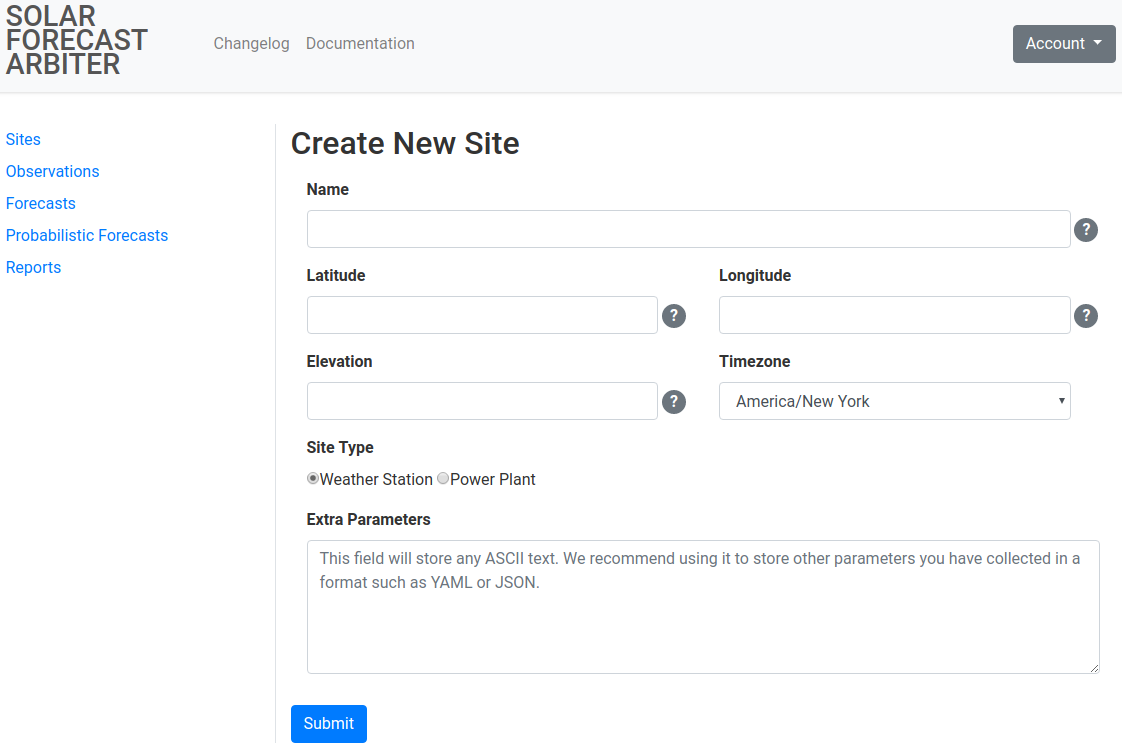 SOLAR
FORECAST
ARBITER
Changelog Documentation
Account
Sites
Observations
Forecasts
Probabilistic Forecasts
Reports
Create New Site
Name
?
Latitude Longitude
? ?
Elevation Timezone
? America/New York
Site Type
Weather Station Power Plant
Extra Parameters
This field will store any ASCII text. We recommend using it to store other parameters you have collected in a
format such as YAML or JSON.
Submit